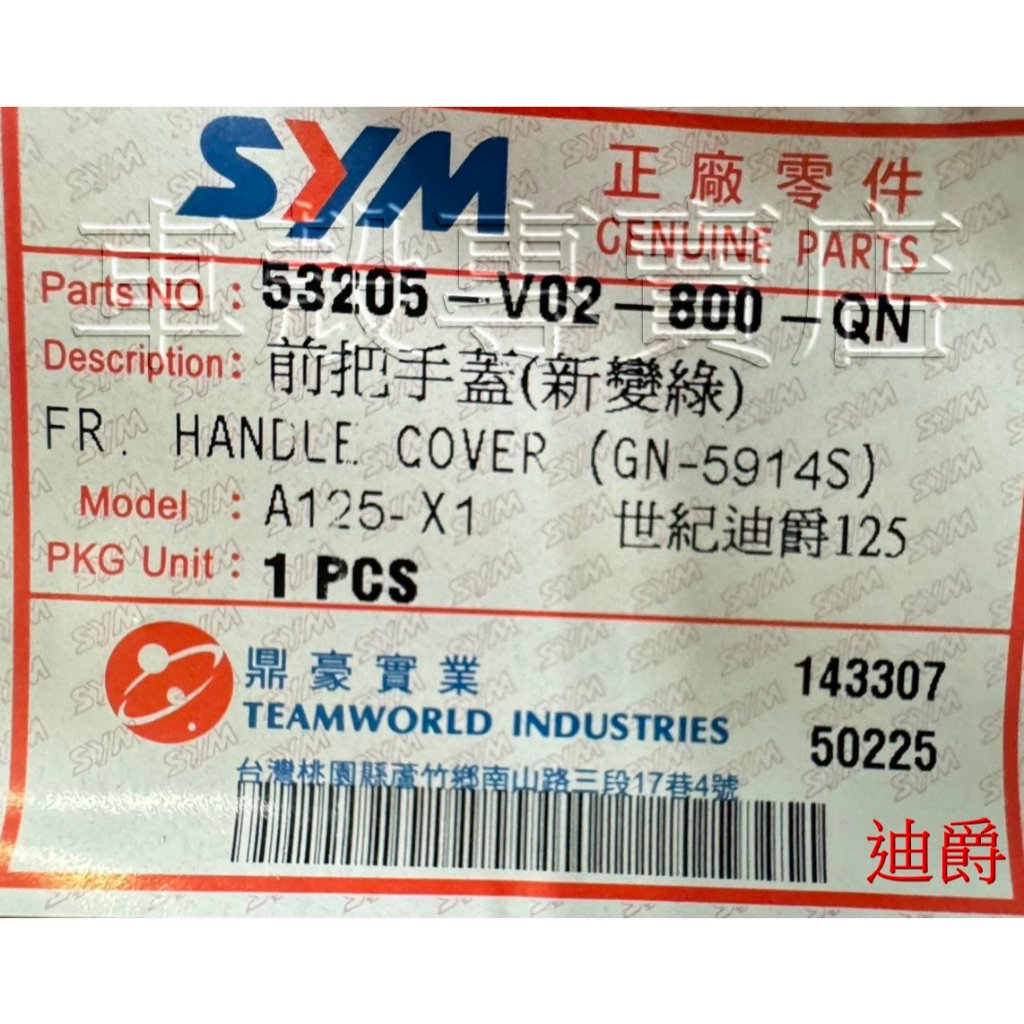 SYM
正廠零件
GENUINE PARTS
Parts NO : 53205-V02-800-QN
Description: 前把手蓋(新變綠)
FR. HANDLE COVER (GN-5914S)
Model : A125-X1 世紀迪爵125
PKG Unit : 1 PCS
鼎豪實業 143307
TEAMWORLD INDUSTRIES 50225
台灣桃園縣蘆竹鄉南山路三段17巷4號
迪爵
車殼專賣店